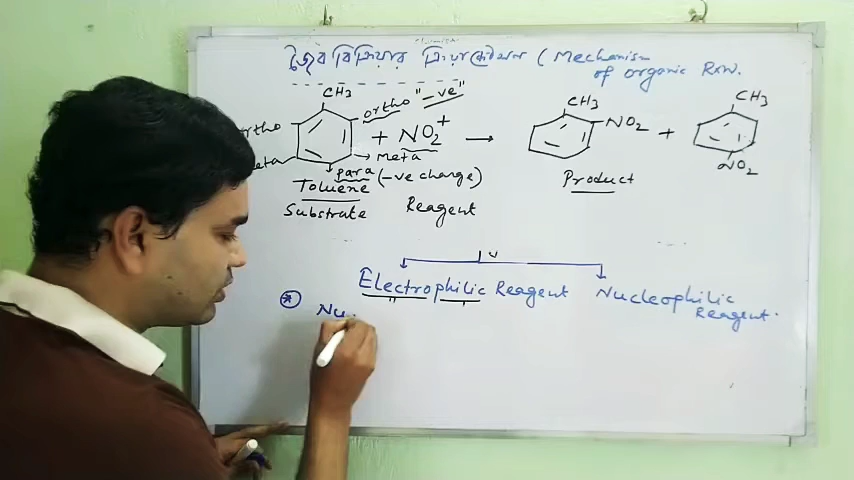 জৈব বিক্রিয়ার ক্রিয়াকৌশল (Mechanism
of organic Rxn.
CH3
ortho "-ve"
ortho
+ NO2+ →
meta
meta
para (-ve charge)
Toluene
Substrate
Reagent
CH3
NO2
+
CH3
NO2
Product
Electrophilic Reagent
Nucleophilic
Reagent.
* Nu